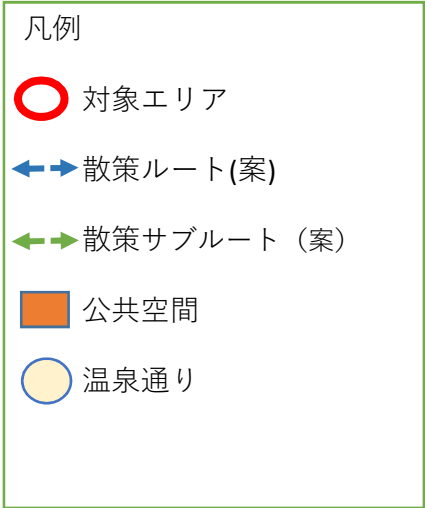 凡例
対象エリア
散策ルート(案)
散策サブルート（案）
公共空間
温泉通り